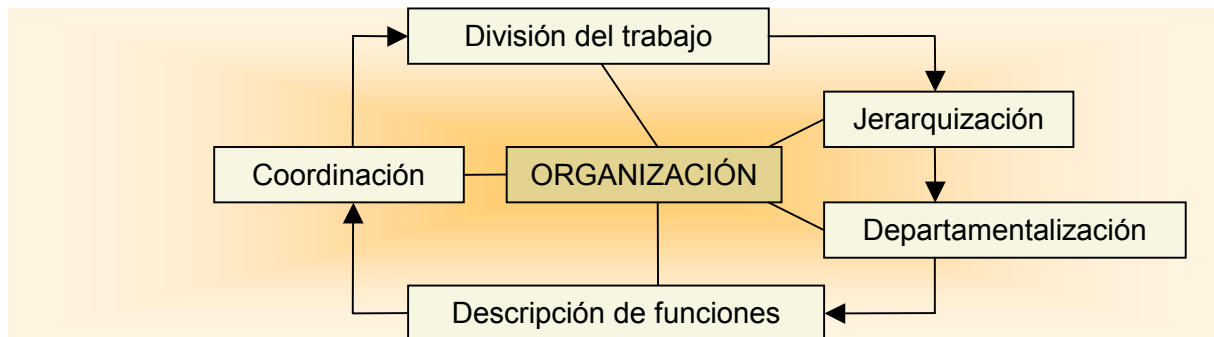 División del trabajo
Jerarquización
Coordinación
ORGANIZACIÓN
Departamentalización
Descripción de funciones